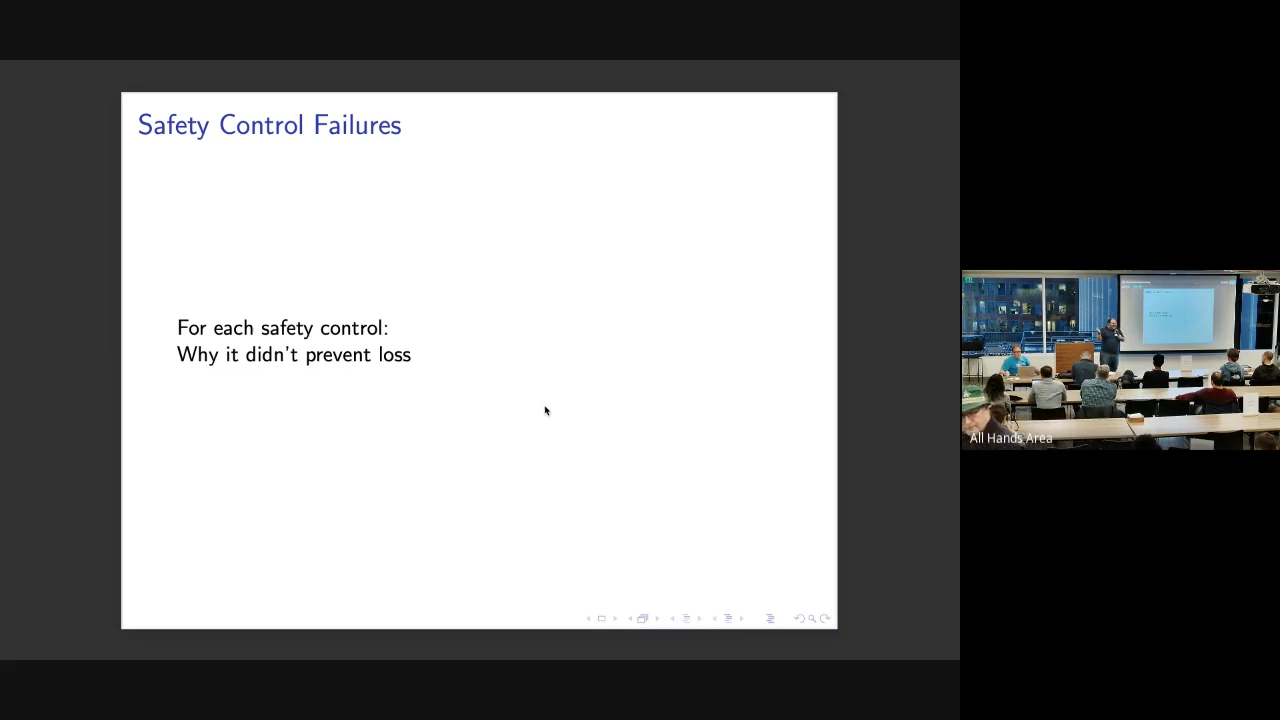 Safety Control Failures
For each safety control:
Why it didn't prevent loss
All Hands Area